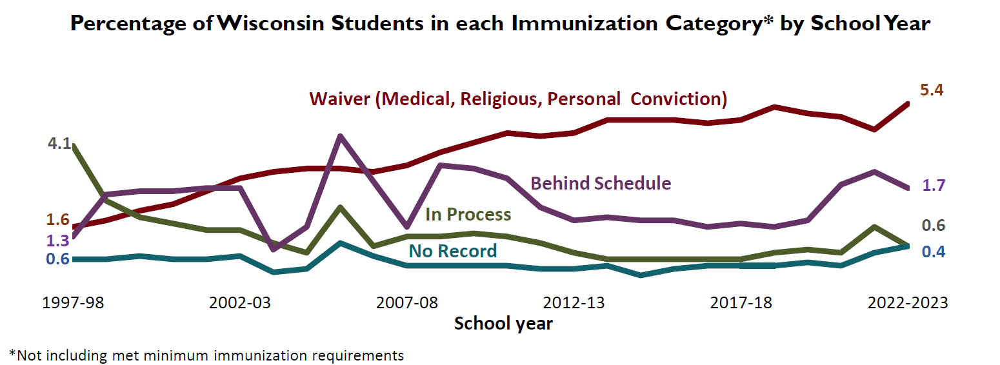 Percentage of Wisconsin Students in each Immunization Category* by School Year
5.4
Waiver (Medical, Religious, Personal Conviction)
4.1
Behind Schedule
1.7
In Process
1.6
0.6
1.3
No Record
0.4
0.6
1997-98 2002-03 2007-08 2012-13 2017-18 2022-2023
School year
*Not including met minimum immunization requirements